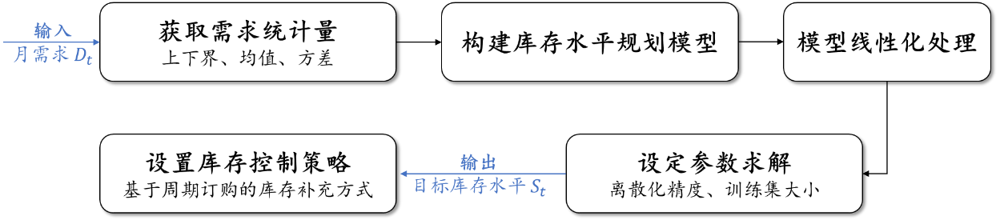 输入
月需求 Dt
获取需求统计量
上下界、均值、方差
构建库存水平规划模型
模型线性化处理
设定参数求解
离散化精度、训练集大小
输出
目标库存水平 St
设置库存控制策略
基于周期订购的库存补充方式